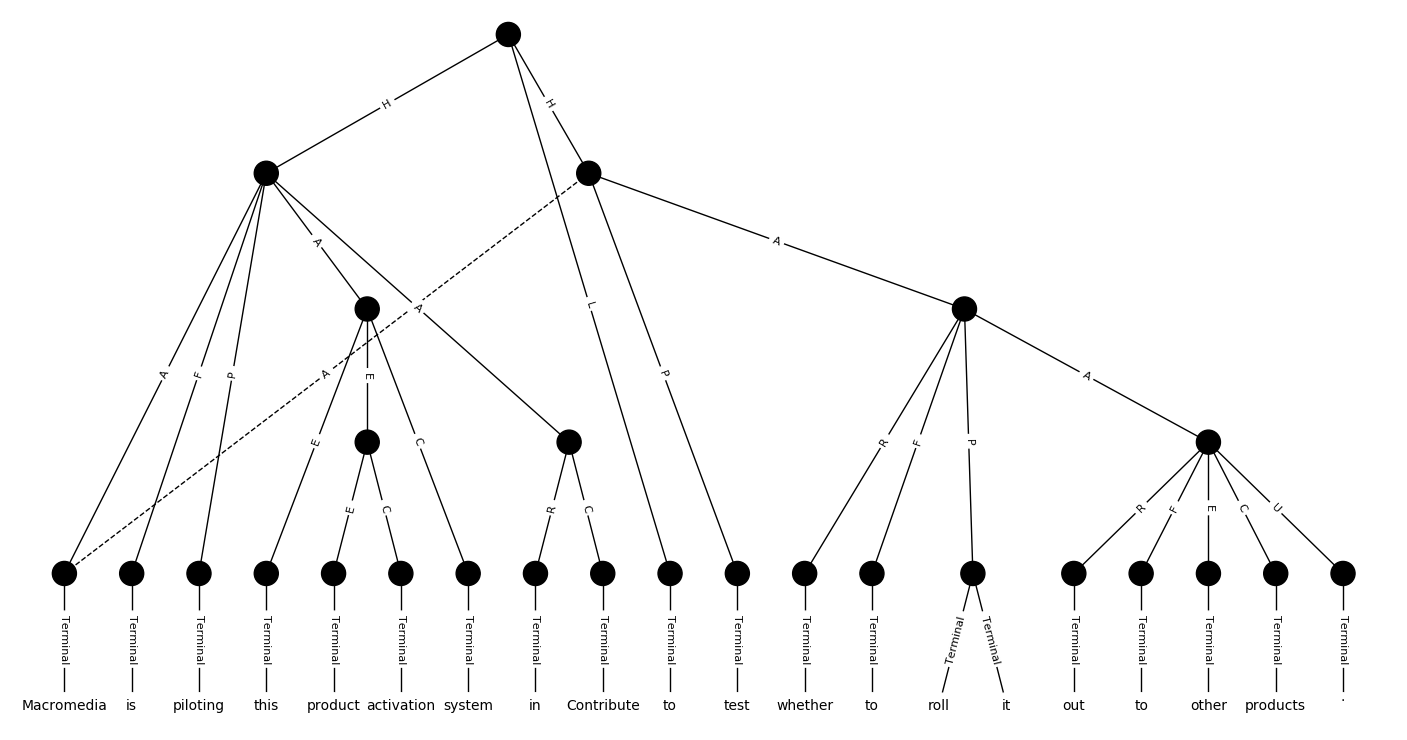 H H
A F P A A A L P A
E E C R F P A
E C R C R F E C U
Terminal Terminal Terminal Terminal Terminal Terminal Terminal Terminal Terminal Terminal Terminal Terminal Terminal Terminal Terminal Terminal Terminal Terminal Terminal Terminal
Macromedia is piloting this product activation system in Contribute to test whether to roll it out to other products .